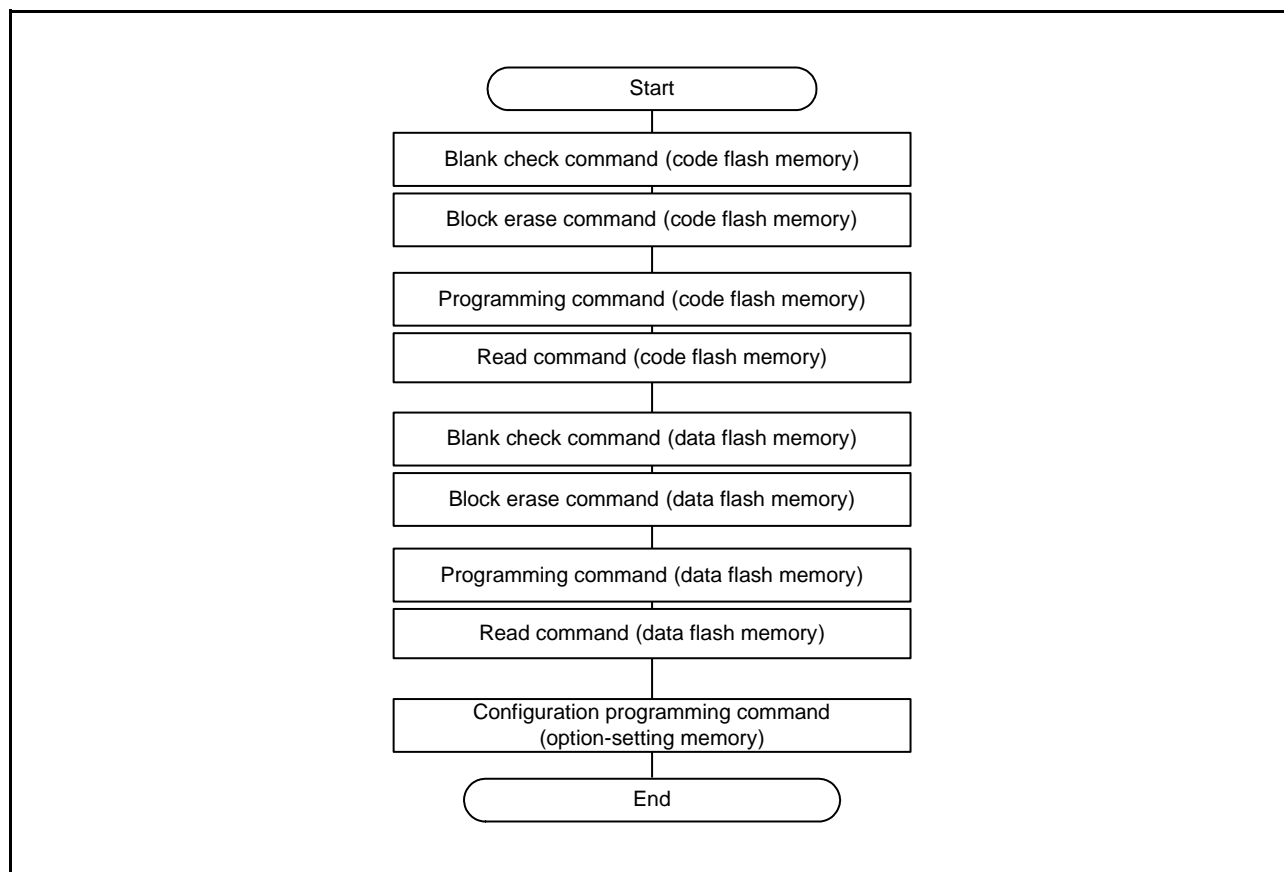 Start
Blank check command (code flash memory)
Block erase command (code flash memory)
Programming command (code flash memory)
Read command (code flash memory)
Blank check command (data flash memory)
Block erase command (data flash memory)
Programming command (data flash memory)
Read command (data flash memory)
Configuration programming command
(option-setting memory)
End